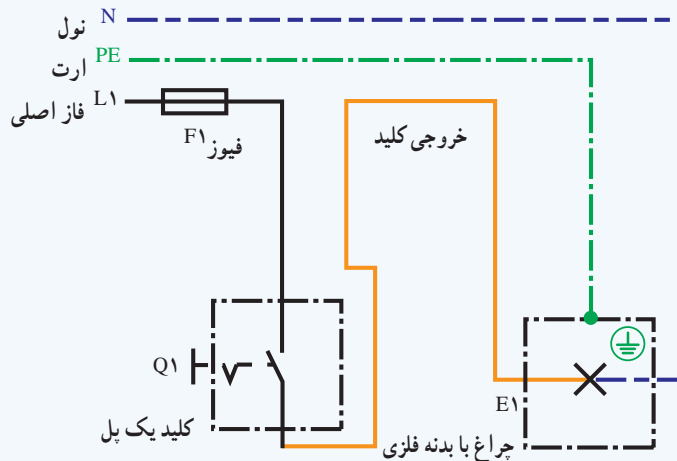 نول N
ارت PE
فاز اصلی L۱
فیوز F۱
خروجی کلید
Q۱
کلید یک پل
E۱
چراغ با بدنه فلزی